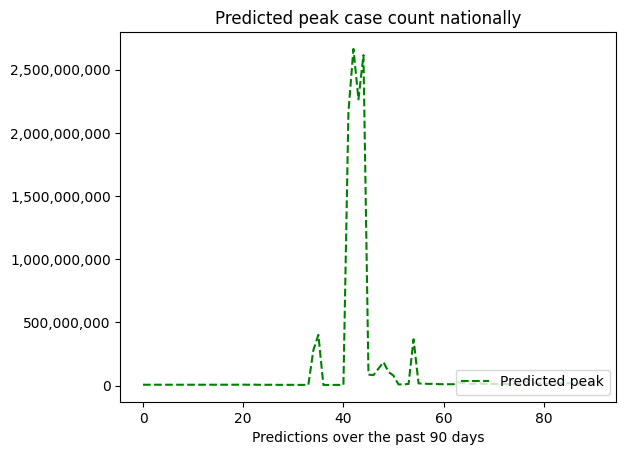 Predicted peak case count nationally
2,500,000,000
2,000,000,000
1,500,000,000
1,000,000,000
500,000,000
0
Predicted peak
0 20 40 60 80
Predictions over the past 90 days